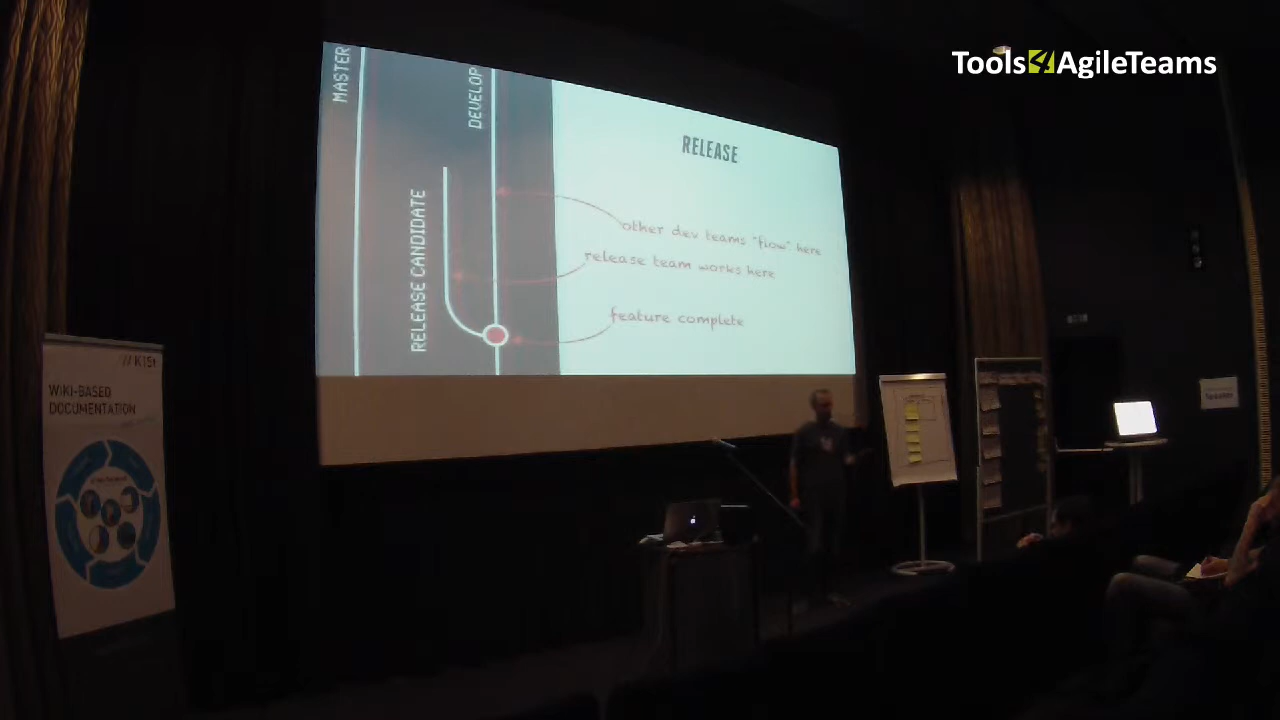 Tools4AgileTeams
MASTER
DEVELOP
RELEASE CANDIDATE
RELEASE
other dev teams "flow" here
release team works here
feature complete
WIKI-BASED
DOCUMENTATION